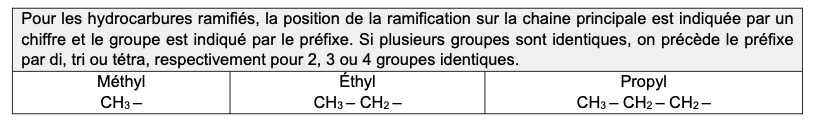 Pour les hydrocarbures ramifiés, la position de la ramification sur la chaine principale est indiquée par un
chiffre et le groupe est indiqué par le préfixe. Si plusieurs groupes sont identiques, on précède le préfixe
par di, tri ou tétra, respectivement pour 2, 3 ou 4 groupes identiques.
Méthyl Éthyl Propyl
CH3 – CH3 – CH2 – CH3 – CH2 – CH2 –